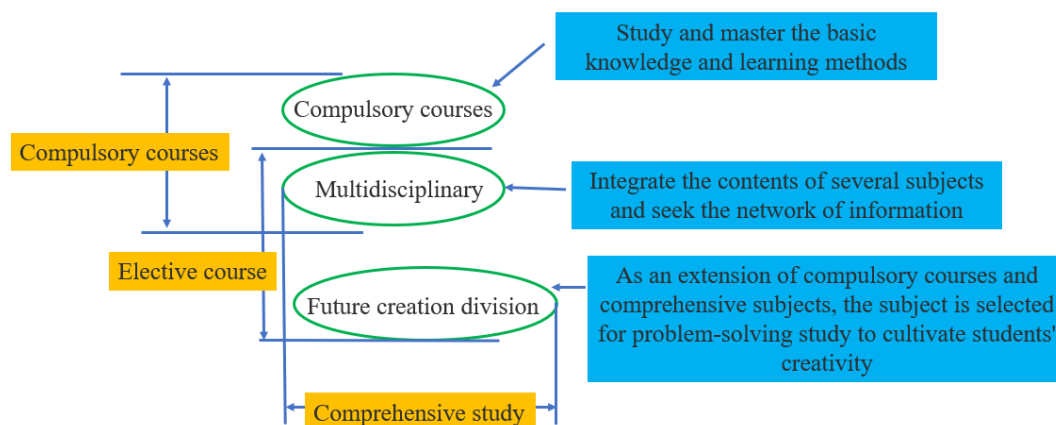 Study and master the basic
knowledge and learning methods
Compulsory courses
Compulsory courses
Multidisciplinary
Integrate the contents of several subjects
and seek the network of information
Elective course
Future creation division
As an extension of compulsory courses and
comprehensive subjects, the subject is selected
for problem-solving study to cultivate students'
creativity
Comprehensive study